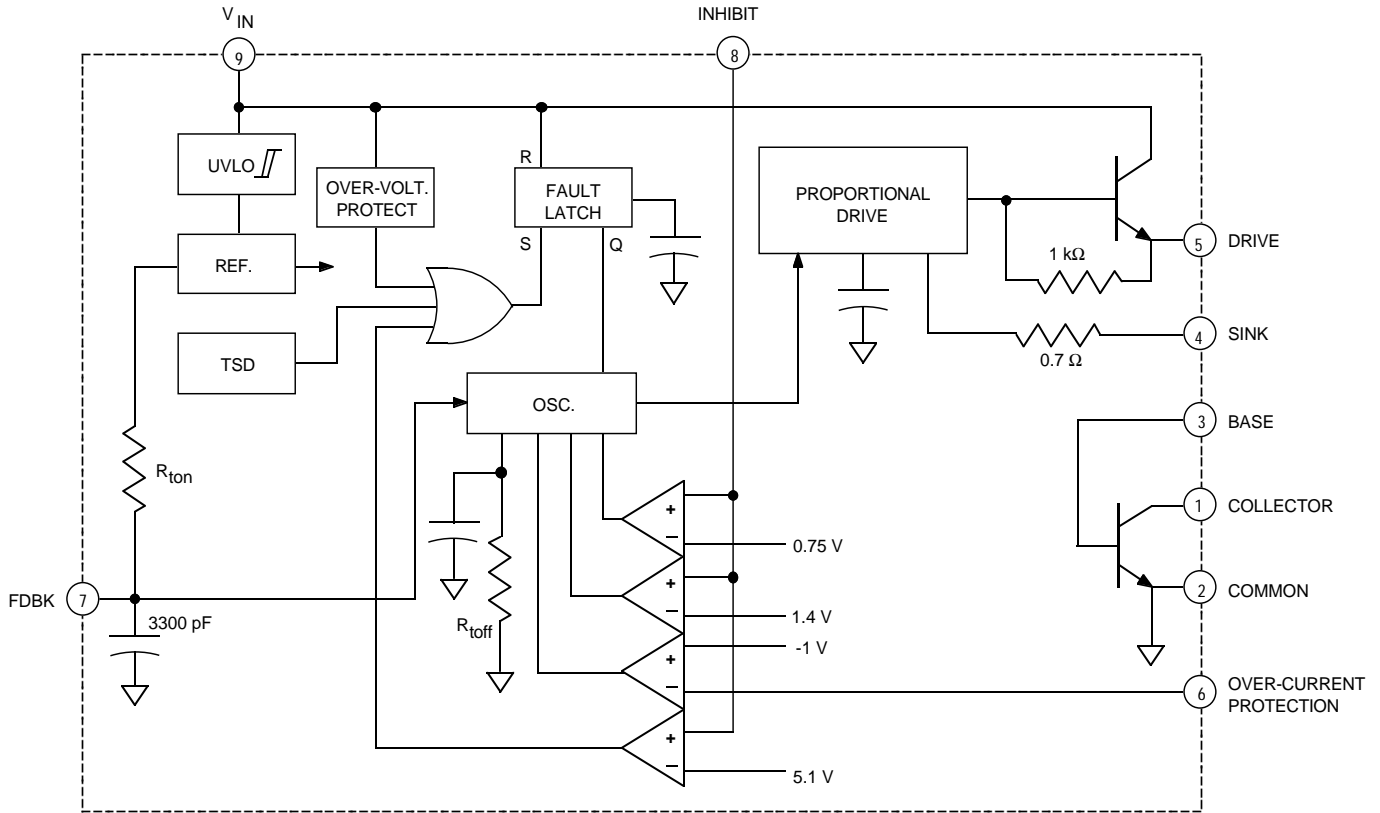 V IN
INHIBIT
9
8
UVLO
OVER-VOLT.
PROTECT
R
FAULT
LATCH
S
Q
PROPORTIONAL
DRIVE
REF.
1 kΩ
5
DRIVE
TSD
0.7 Ω
4
SINK
OSC.
3
BASE
Rton
+
−
0.75 V
1
COLLECTOR
FDBK
7
3300 pF
Rtoff
+
−
1.4 V
2
COMMON
+
−
-1 V
6
OVER-CURRENT
PROTECTION
+
−
5.1 V